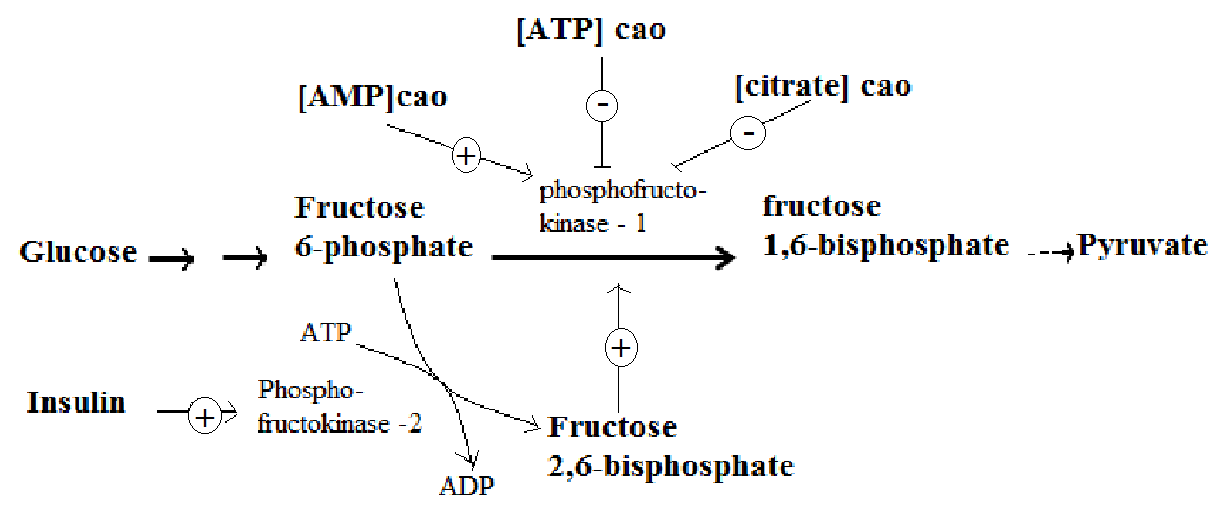 [ATP] cao
[AMP]cao
[citrate] cao
-
-
+
phosphofructo-
kinase - 1
Fructose
6-phosphate
fructose
1,6-bisphosphate
Glucose
Pyruvate
ATP
+
Insulin
+
Phospho-
fructokinase -2
Fructose
2,6-bisphosphate
ADP